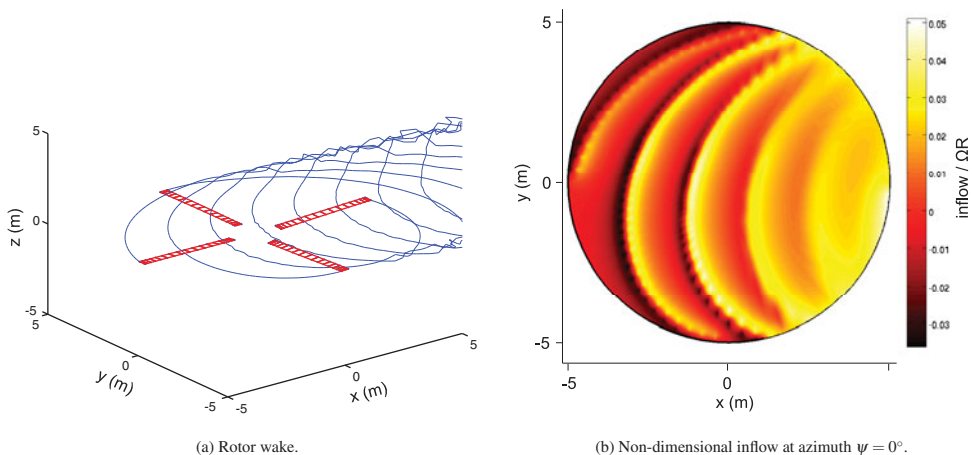 5
0
-5
z (m)
5
0
-5
y (m)
-5
0
5
x (m)
(a) Rotor wake.
5
0
-5
y (m)
-5
0
x (m)
0.05
0.04
0.03
0.02
0.01
0
-0.01
-0.02
-0.03
inflow / ΩR
(b) Non-dimensional inflow at azimuth ψ = 0°.